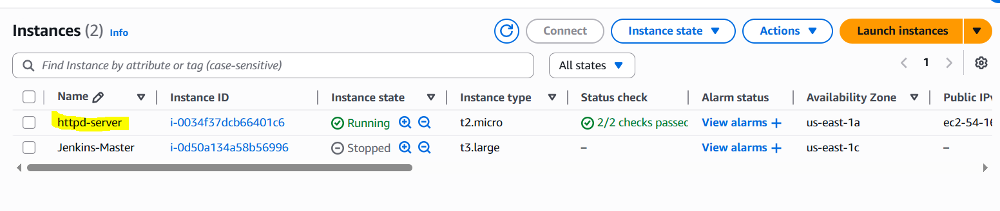 Instances (2) Info Connect Instance state Actions Launch instances
Find Instance by attribute or tag (case-sensitive) All states 1
Name Instance ID Instance state Instance type Status check Alarm status Availability Zone Public IPv
httpd-server i-0034f37dcb66401c6 Running t2.micro 2/2 checks passec View alarms + us-east-1a ec2-54-16
Jenkins-Master i-0d50a134a58b56996 Stopped t3.large – View alarms + us-east-1c –